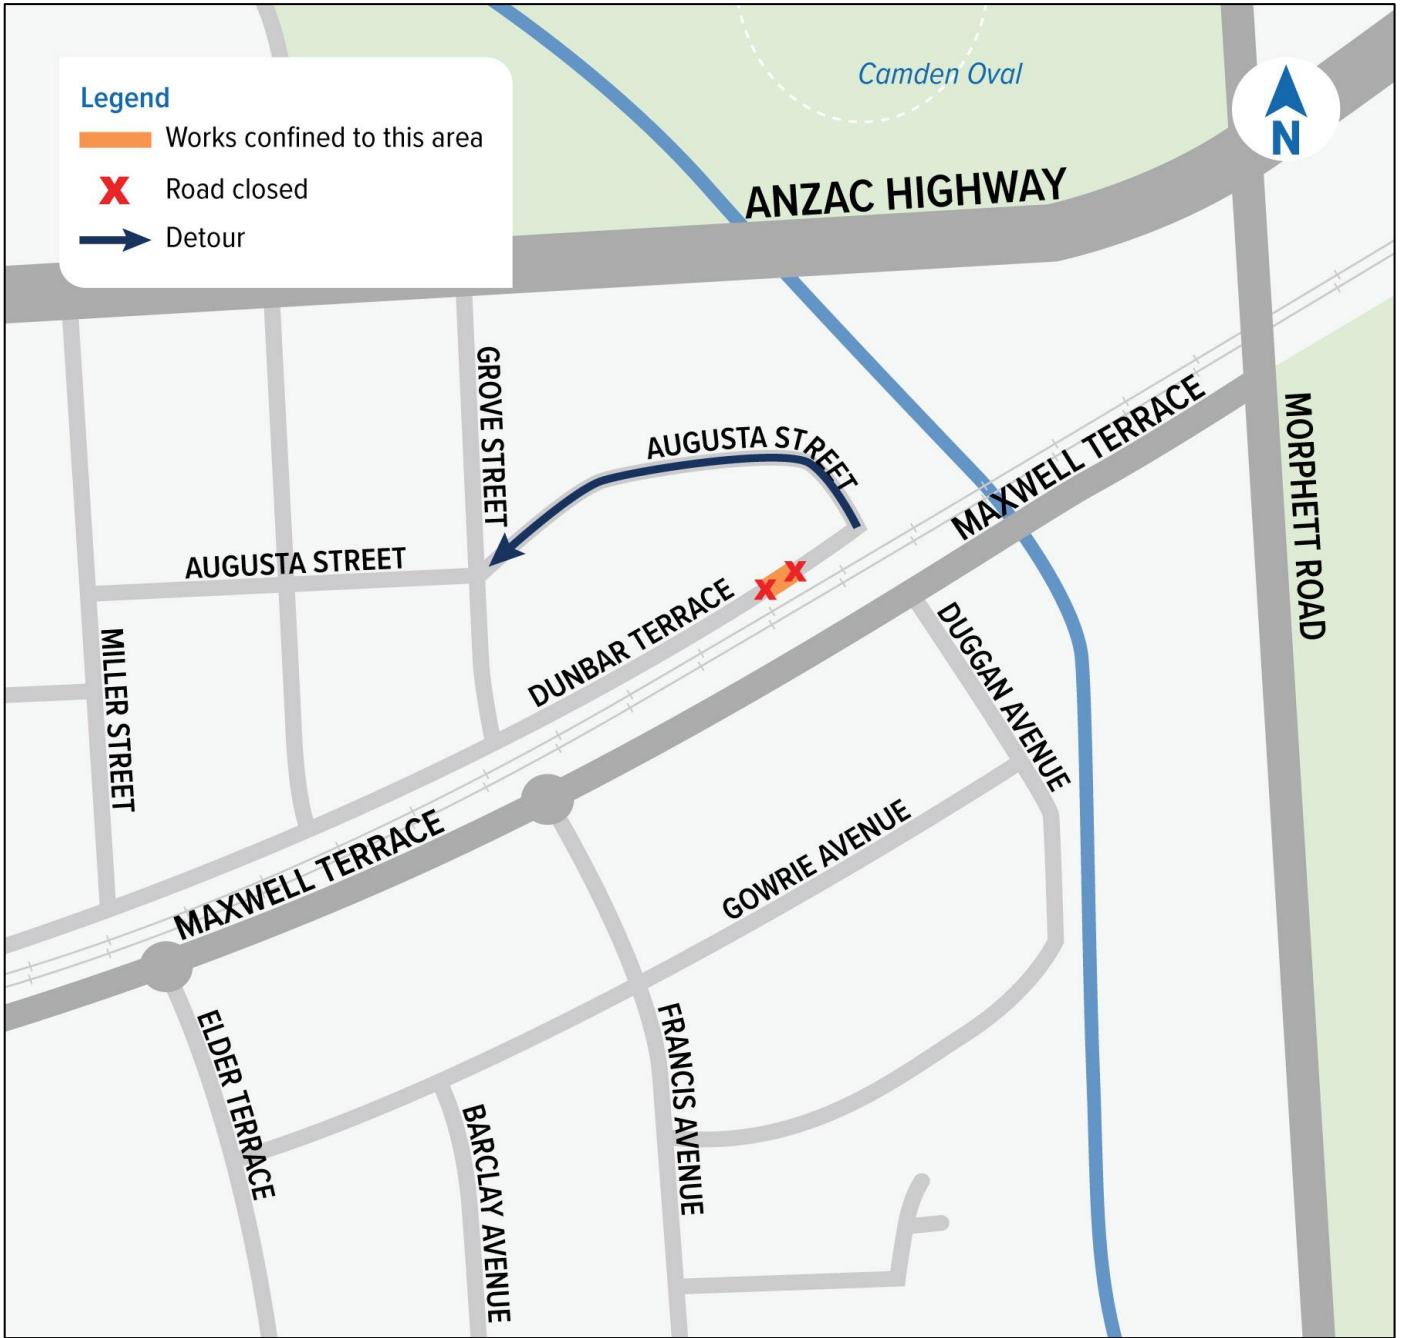 Camden Oval
Legend
Works confined to this area
X Road closed
Detour
N
ANZAC HIGHWAY
GROVE STREET
AUGUSTA STREET
MAXWELL TERRACE
MORPHETT ROAD
AUGUSTA STREET
X
X
DUNBAR TERRACE
DUGGAN AVENUE
MILLER STREET
GOWRIE AVENUE
MAXWELL TERRACE
ELDER TERRACE
FRANCIS AVENUE
BARCLAY AVENUE